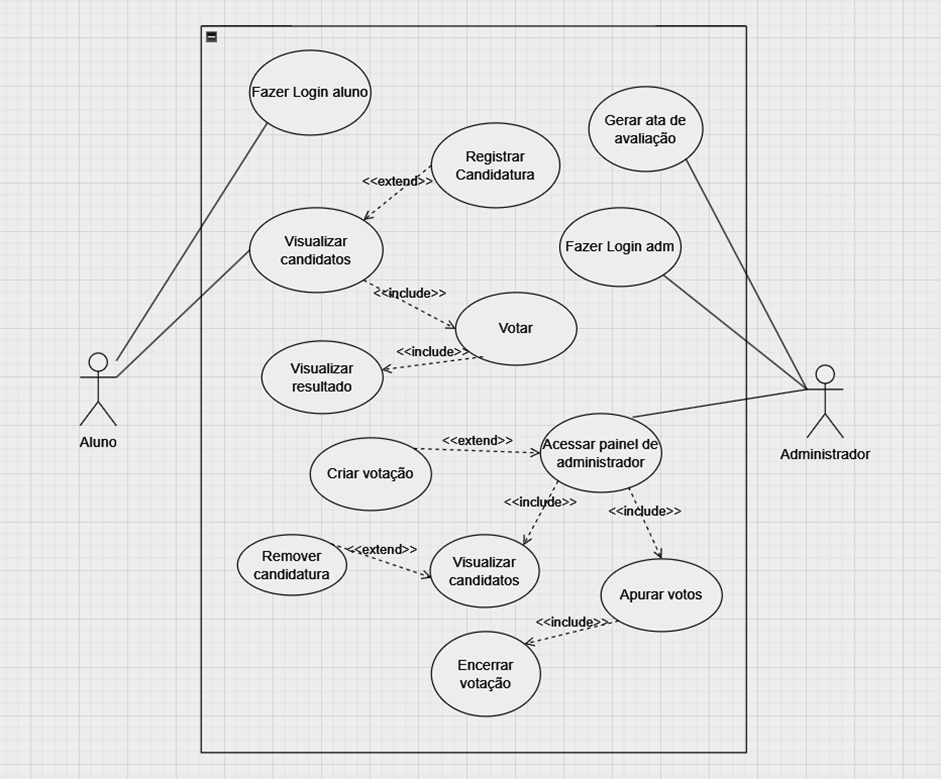 Fazer Login aluno
Gerar ata de
avaliação
Registrar
Candidatura
<<extend>>
Visualizar
candidatos
Fazer Login adm
<<include>>
Votar
<<include>>
Visualizar
resultado
Aluno
Administrador
<<extend>>
Acessar painel de
administrador
Criar votação
<<include>>
<<include>>
<<extend>>
Remover
candidatura
Visualizar
candidatos
Apurar votos
<<include>>
Encerrar
votação